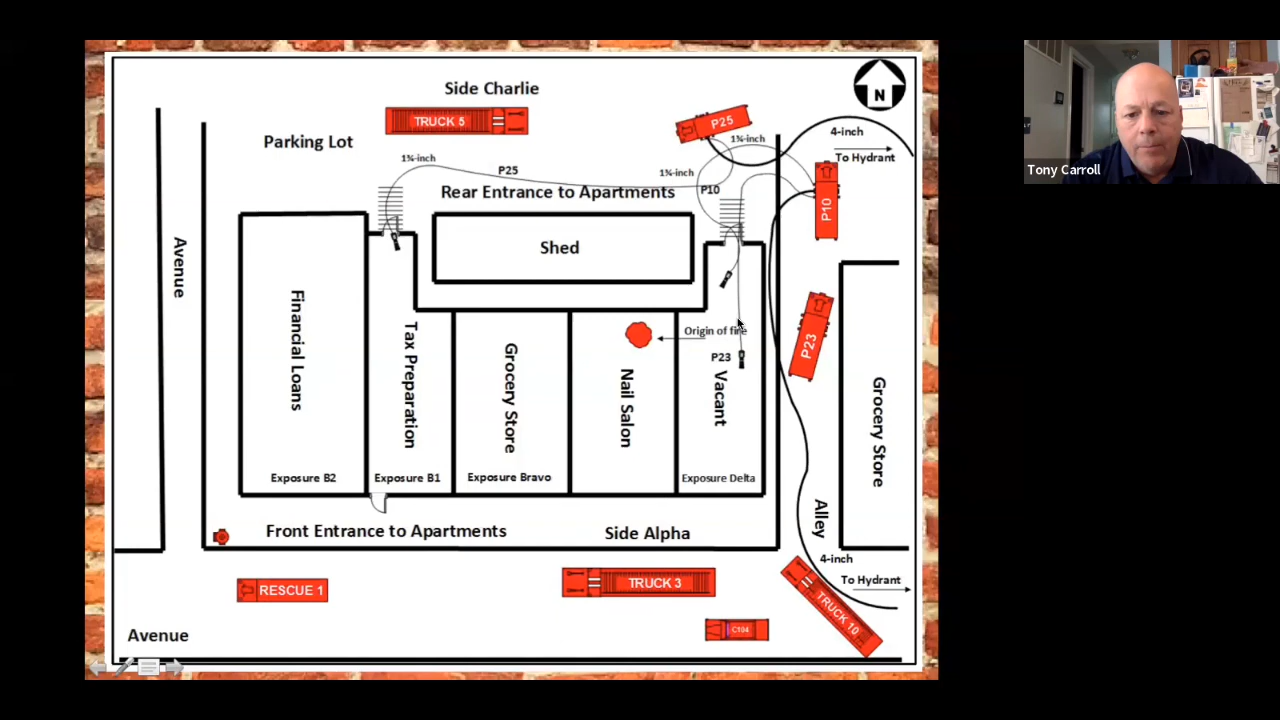 Side Charlie
N
TRUCK 5
P25
4-inch
Parking Lot
1¾-inch
To Hydrant
1¾-inch
P25
1¾-inch
Tony Carroll
Rear Entrance to Apartments
P10
P10
Avenue
Shed
Financial Loans
Tax Preparation
Origin of fire
P23
Grocery Store
Nail Salon
P23
Vacant
Grocery Store
Exposure B2
Exposure B1
Exposure Bravo
Exposure Delta
Alley
Front Entrance to Apartments
Side Alpha
4-inch
RESCUE 1
TRUCK 3
To Hydrant
TRUCK 10
C104
Avenue